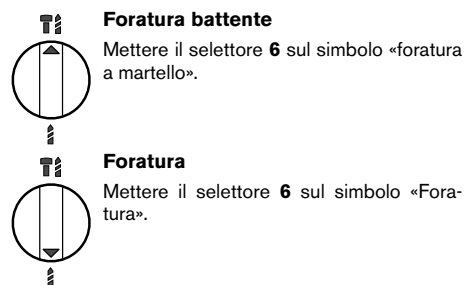 Foratura battente
Mettere il selettore 6 sul simbolo «foratura
a martello».
Foratura
Mettere il selettore 6 sul simbolo «Fora-
tura».